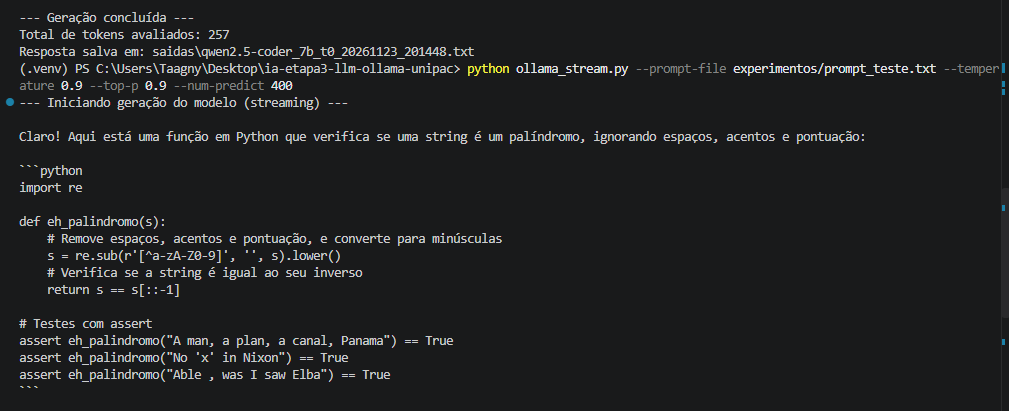 --- Geração concluída ---
Total de tokens avaliados: 257
Resposta salva em: saidas\qwen2.5-coder_7b_t0_20261123_201448.txt
(.venv) PS C:\Users\Taagny\Desktop\ia-etapa3-llm-ollama-unipac> python ollama_stream.py --prompt-file experimentos/prompt_teste.txt --temper
ature 0.9 --top-p 0.9 --num-predict 400
--- Iniciando geração do modelo (streaming) ---
Claro! Aqui está uma função em Python que verifica se uma string é um palíndromo, ignorando espaços, acentos e pontuação:
```python
import re
def eh_palindromo(s):
    # Remove espaços, acentos e pontuação, e converte para minúsculas
    s = re.sub(r'[^a-zA-Z0-9]', '', s).lower()
    # Verifica se a string é igual ao seu inverso
    return s == s[::-1]
# Testes com assert
assert eh_palindromo("A man, a plan, a canal, Panama") == True
assert eh_palindromo("No 'x' in Nixon") == True
assert eh_palindromo("Able , was I saw Elba") == True
```